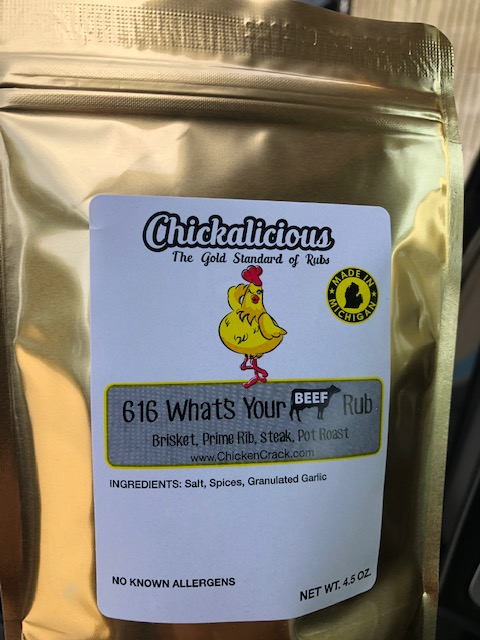 Chickalicious
The Gold Standard of Rubs
MADE IN
MICHIGAN
616 What's Your BEEF Rub
Brisket, Prime Rib, Steak, Pot Roast
www.ChickenCrack.com
INGREDIENTS: Salt, Spices, Granulated Garlic
NO KNOWN ALLERGENS
NET WT. 4.5 OZ.